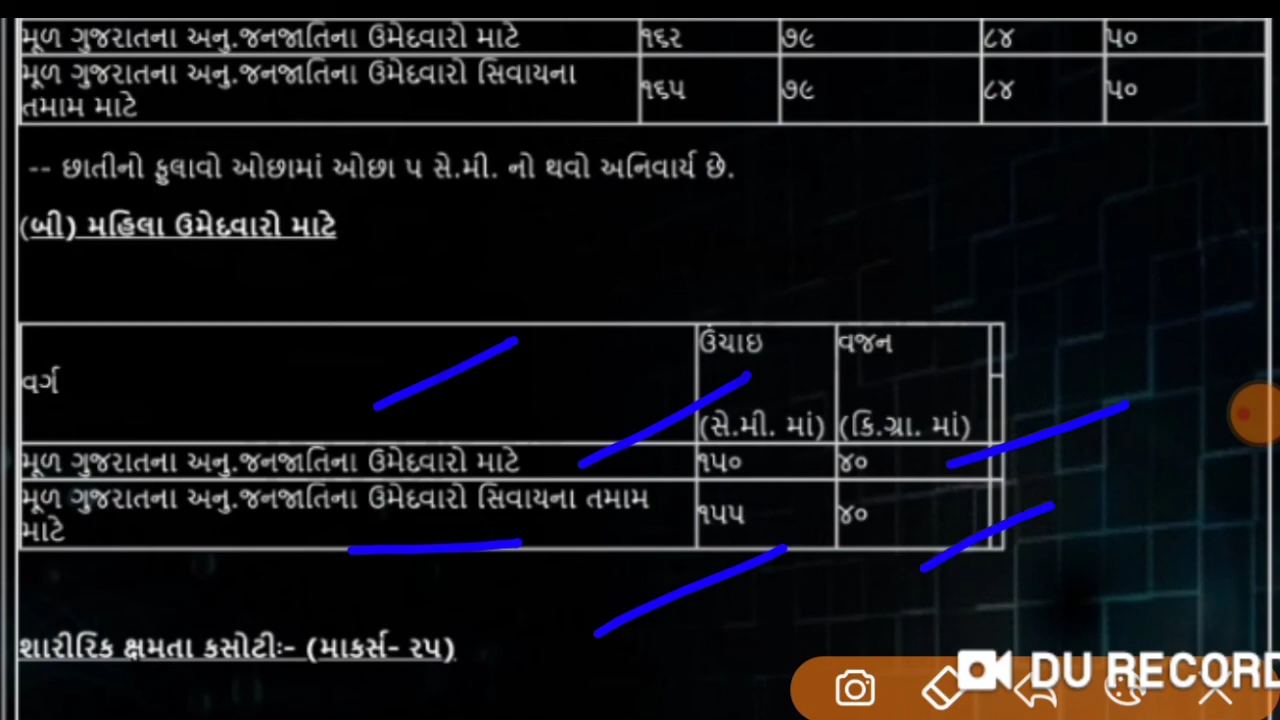 મૂળ ગુજરાતના અનુ.જનજાતિના ઉમેદવારો માટે ૧૬૨ ૭૯ ૮૪ ૫૦
મૂળ ગુજરાતના અનુ.જનજાતિના ઉમેદવારો સિવાયના
તમામ માટે ૧૬૫ ૭૯ ૮૪ ૫૦
-- છાતીનો ફુલાવો ઓછામાં ઓછા ૫ સે.મી. નો થવો અનિવાર્ય છે.
(બી) મહિલા ઉમેદવારો માટે
વર્ગ
ઉંચાઇ
(સે.મી. માં)
વજન
(કિ.ગ્રા. માં)
મૂળ ગુજરાતના અનુ.જનજાતિના ઉમેદવારો માટે ૧૫૦ ૪૦
મૂળ ગુજરાતના અનુ.જનજાતિના ઉમેદવારો સિવાયના તમામ
માટે ૧૫૫ ૪૦
શારીરિક ક્ષમતા કસોટીઃ- (માકર્સ- ૨૫)
DU RECORD